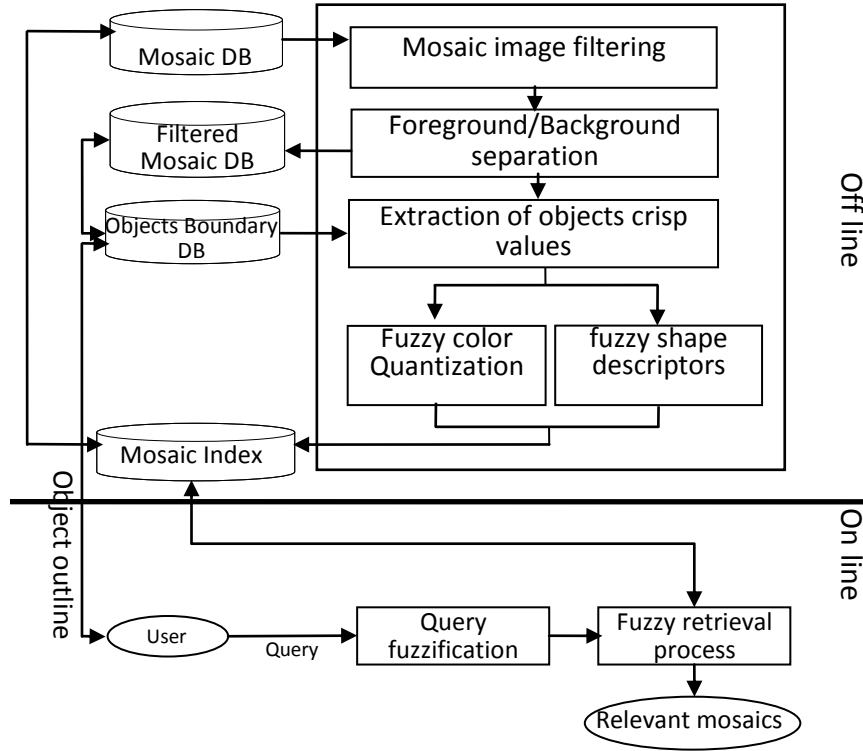 Mosaic DB
Mosaic image filtering
Filtered
Mosaic DB
Foreground/Background
separation
Objects Boundary
DB
Extraction of objects crisp
values
Fuzzy color
Quantization
fuzzy shape
descriptors
Mosaic Index
Off line
On line
Object outline
User
Query
Query
fuzzification
Fuzzy retrieval
process
Relevant mosaics